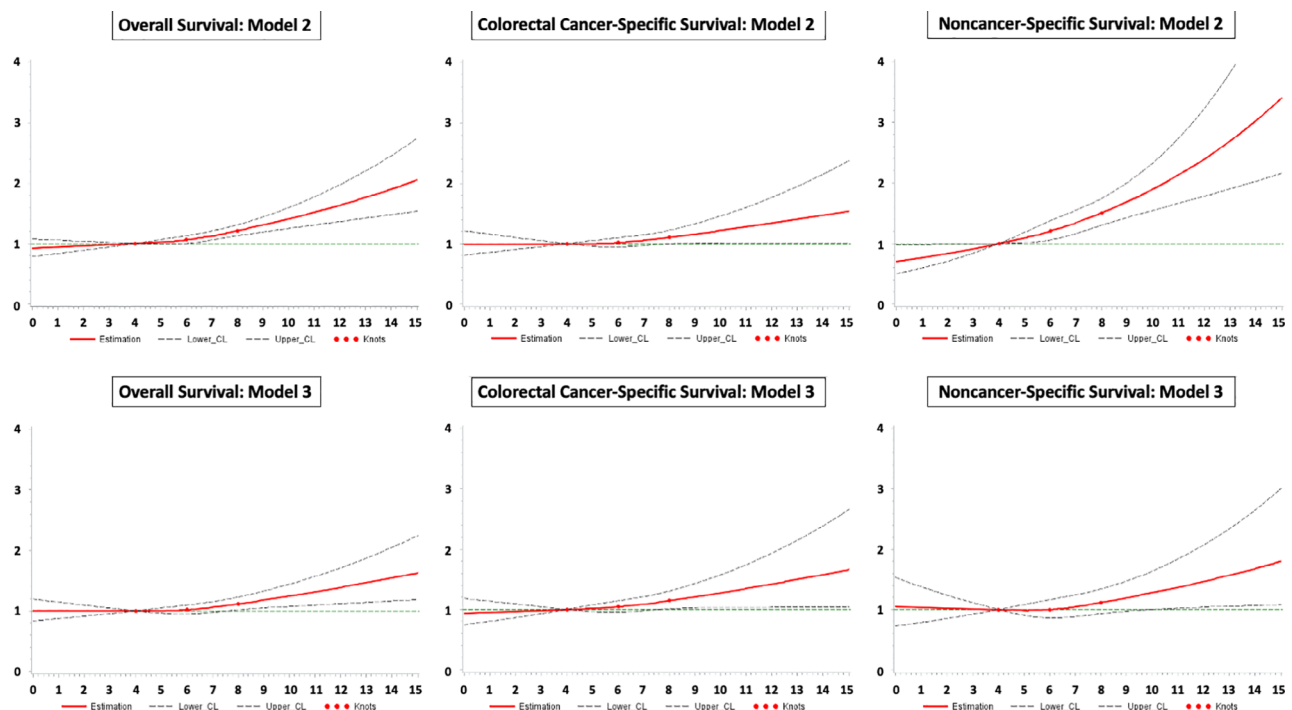 Overall Survival: Model 2
4
3
2
1
0
0 1 2 3 4 5 6 7 8 9 10 11 12 13 14 15
Estimation Lower_CL Upper_CL Knots
Colorectal Cancer-Specific Survival: Model 2
4
3
2
1
0
0 1 2 3 4 5 6 7 8 9 10 11 12 13 14 15
Estimation Lower_CL Upper_CL Knots
Noncancer-Specific Survival: Model 2
4
3
2
1
0
0 1 2 3 4 5 6 7 8 9 10 11 12 13 14 15
Estimation Lower_CL Upper_CL Knots
Overall Survival: Model 3
4
3
2
1
0
0 1 2 3 4 5 6 7 8 9 10 11 12 13 14 15
Estimation Lower_CL Upper_CL Knots
Colorectal Cancer-Specific Survival: Model 3
4
3
2
1
0
0 1 2 3 4 5 6 7 8 9 10 11 12 13 14 15
Estimation Lower_CL Upper_CL Knots
Noncancer-Specific Survival: Model 3
4
3
2
1
0
0 1 2 3 4 5 6 7 8 9 10 11 12 13 14 15
Estimation Lower_CL Upper_CL Knots